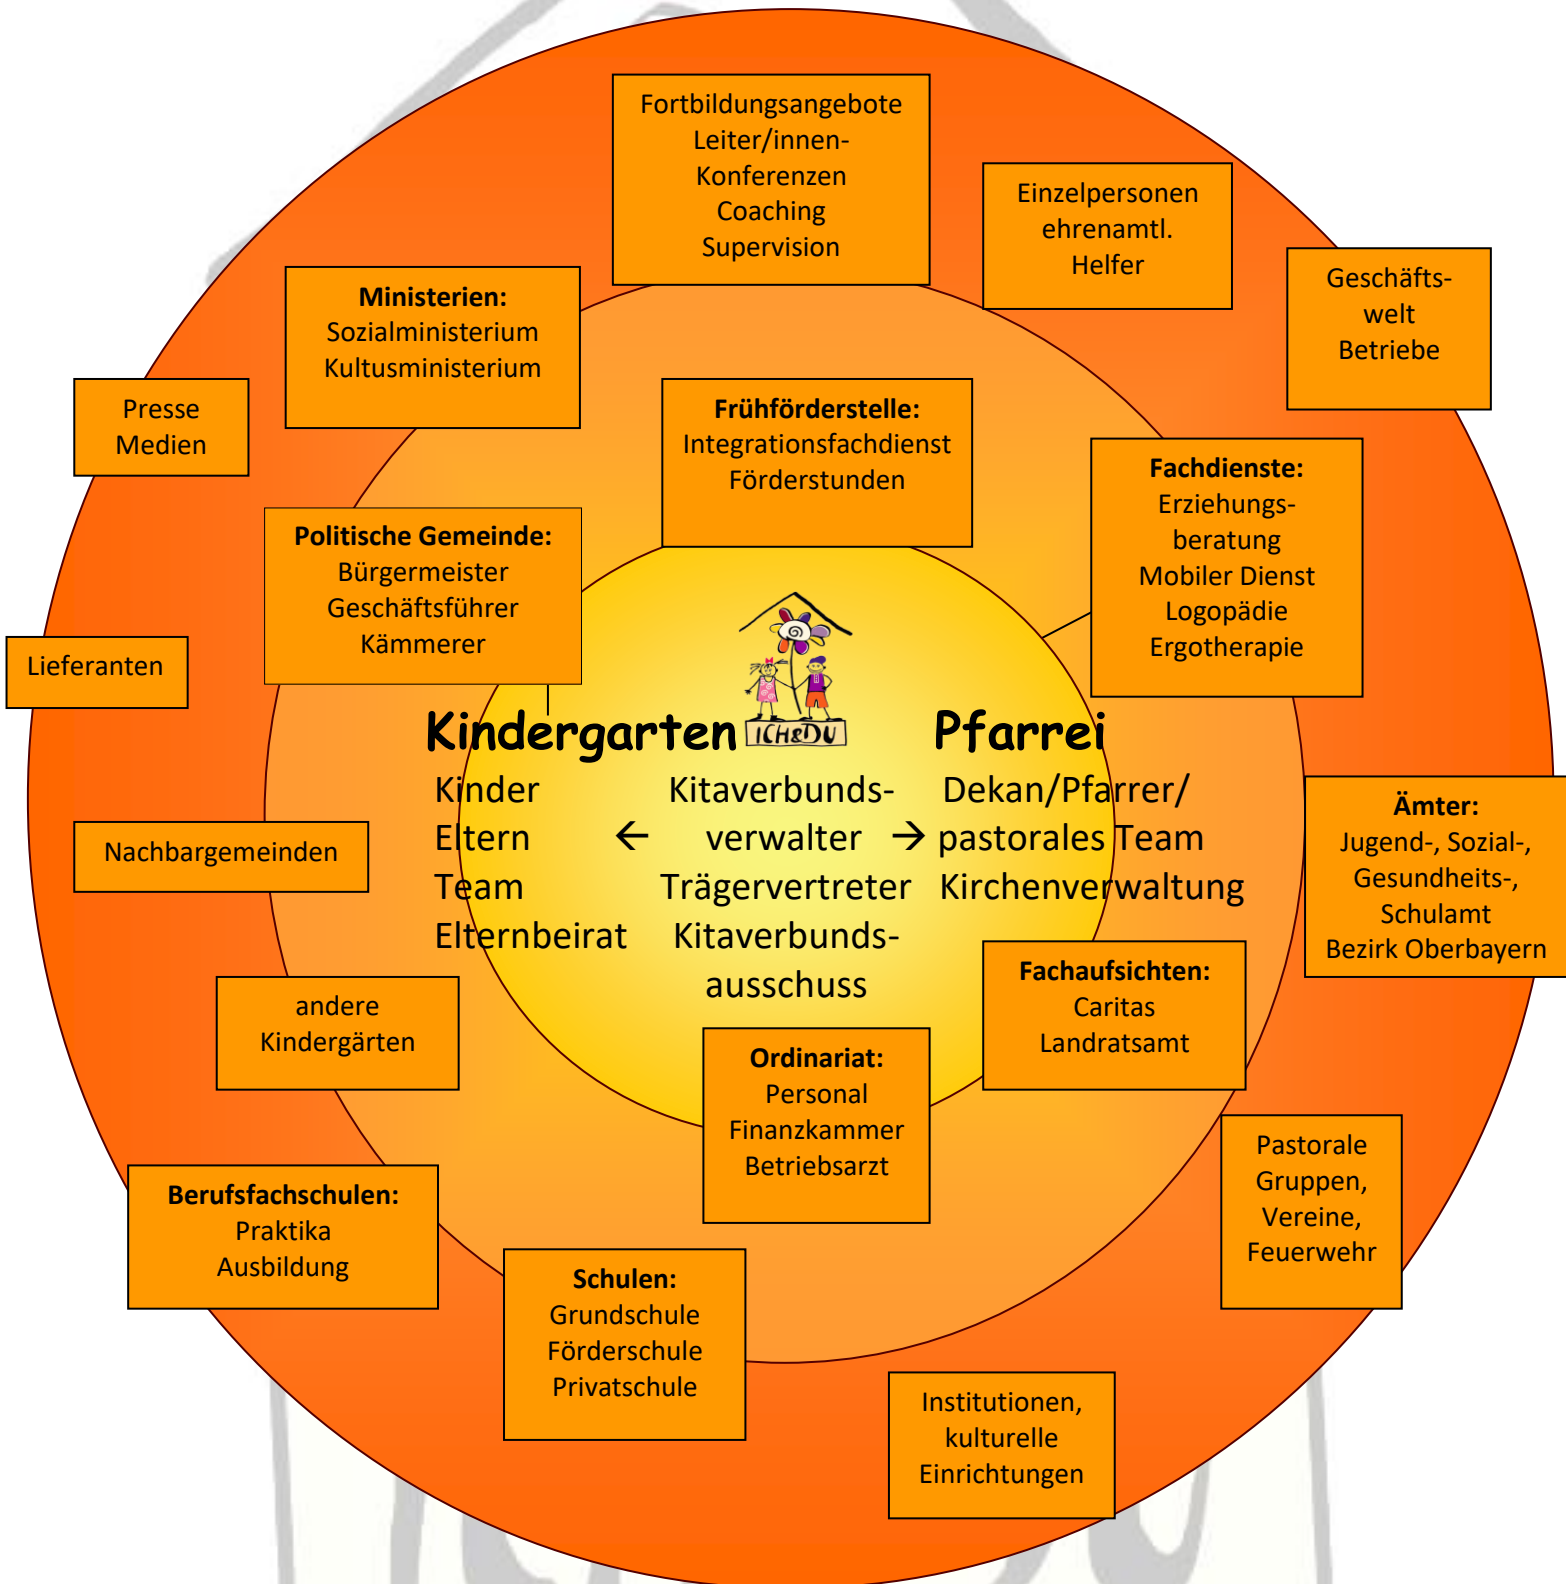 Fortbildungsangebote
Leiter/innen-
Konferenzen
Coaching
Supervision
Einzelpersonen
ehrenamtl.
Helfer
Geschäfts-
welt
Betriebe
Ministerien:
Sozialministerium
Kultusministerium
Presse
Medien
Frühförderstelle:
Integrationsfachdienst
Förderstunden
Fachdienste:
Erziehungs-
beratung
Mobiler Dienst
Logopädie
Ergotherapie
Politische Gemeinde:
Bürgermeister
Geschäftsführer
Kämmerer
Lieferanten
ICH&DU
Kindergarten
Kinder
Eltern ←
Team
Elternbeirat
Kitaverbunds-
verwalter →
Trägervertreter
Kitaverbunds-
ausschuss
Pfarrei
Dekan/Pfarrer/
pastorales Team
Kirchenverwaltung
Ämter:
Jugend-, Sozial-,
Gesundheits-,
Schulamt
Bezirk Oberbayern
Nachbargemeinden
andere
Kindergärten
Fachaufsichten:
Caritas
Landratsamt
Ordinariat:
Personal
Finanzkammer
Betriebsarzt
Pastorale
Gruppen,
Vereine,
Feuerwehr
Berufsfachschulen:
Praktika
Ausbildung
Schulen:
Grundschule
Förderschule
Privatschule
Institutionen,
kulturelle
Einrichtungen